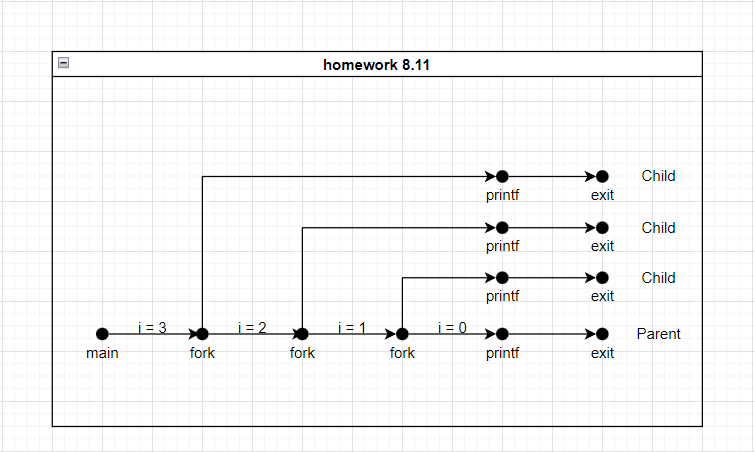 homework 8.11
Child
printf
exit
Child
printf
exit
Child
printf
exit
i = 3
i = 2
i = 1
i = 0
Parent
main
fork
fork
fork
printf
exit